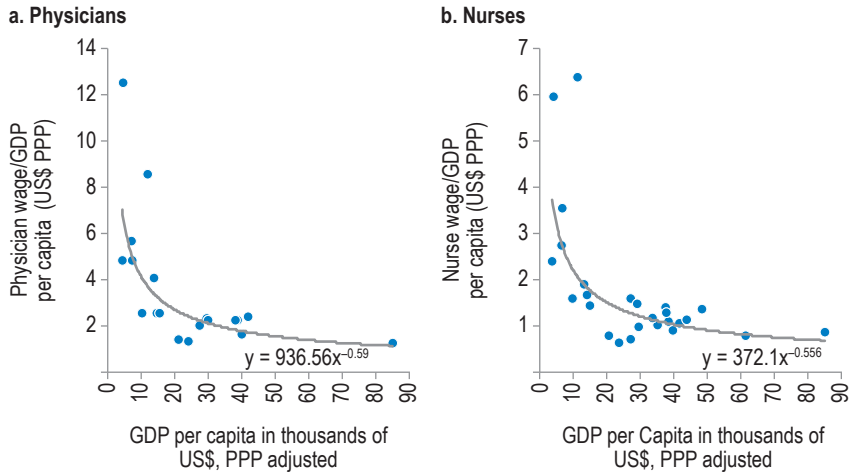 a. Physicians
14
12
10
8
6
4
2
Physician wage/GDP
per capita (US$ PPP)
y = 936.56x⁻⁰·⁵⁹
0
10
20
30
40
50
60
70
80
90
GDP per capita in thousands of
US$, PPP adjusted
b. Nurses
7
6
5
4
3
2
1
Nurse wage/GDP
per capita (US$ PPP)
y = 372.1x⁻⁰·⁵⁵⁶
0
10
20
30
40
50
60
70
80
90
GDP per Capita in thousands of
US$, PPP adjusted